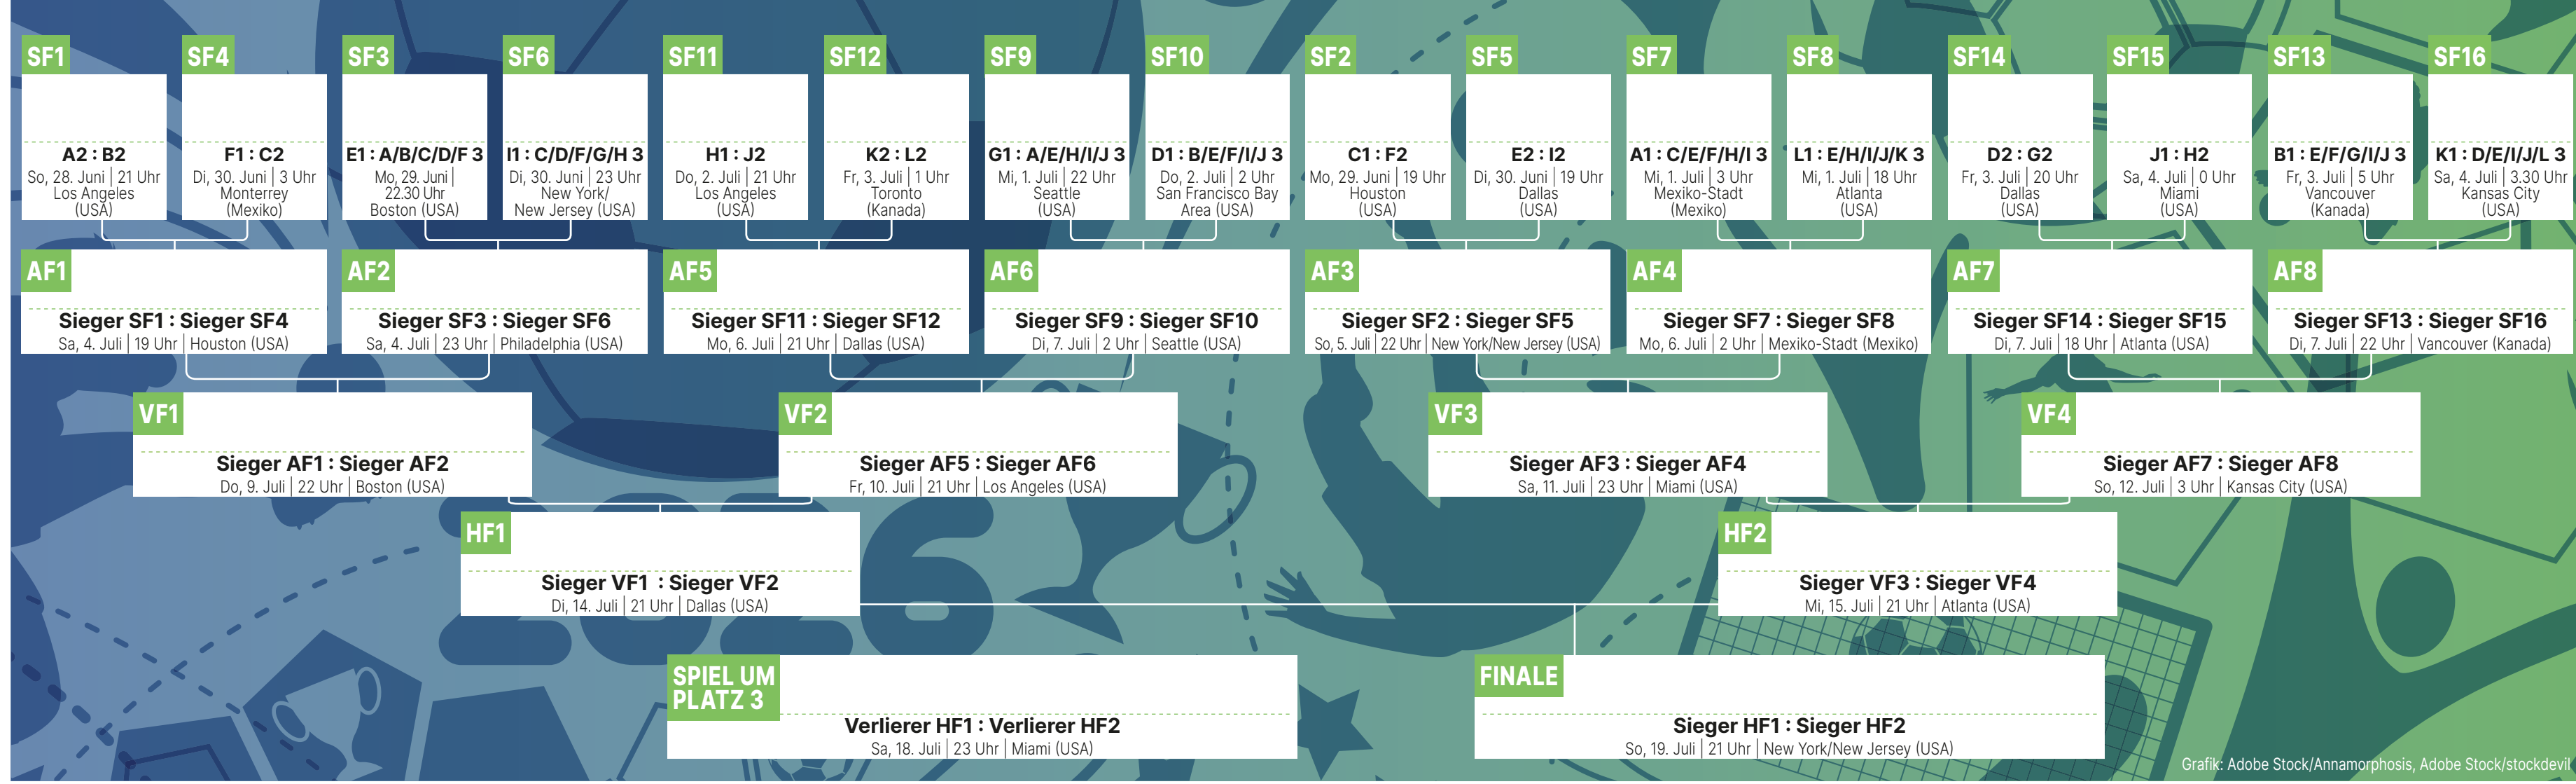 SF1
A2 : B2
So, 28. Juni | 21 Uhr
Los Angeles
(USA)
SF4
F1 : C2
Di, 30. Juni | 3 Uhr
Monterrey
(Mexiko)
SF3
E1 : A/B/C/D/F 3
Mo, 29. Juni |
22.30 Uhr
Boston (USA)
SF6
I1 : C/D/F/G/H 3
Di, 30. Juni | 23 Uhr
New York/
New Jersey (USA)
SF11
H1 : J2
Do, 2. Juli | 21 Uhr
Los Angeles
(USA)
SF12
K2 : L2
Fr, 3. Juli | 1 Uhr
Toronto
(Kanada)
SF9
G1 : A/E/H/I/J 3
Mi, 1. Juli | 22 Uhr
Seattle
(USA)
SF10
D1 : B/E/F/I/J 3
Do, 2. Juli | 2 Uhr
San Francisco Bay
Area (USA)
SF2
C1 : F2
Mo, 29. Juni | 19 Uhr
Houston
(USA)
SF5
E2 : I2
Di, 30. Juni | 19 Uhr
Dallas
(USA)
SF7
A1 : C/E/F/H/I 3
Mi, 1. Juli | 3 Uhr
Mexiko-Stadt
(Mexiko)
SF8
L1 : E/H/I/J/K 3
Mi, 1. Juli | 18 Uhr
Atlanta
(USA)
SF14
D2 : G2
Fr, 3. Juli | 20 Uhr
Dallas
(USA)
SF15
J1 : H2
Sa, 4. Juli | 0 Uhr
Miami
(USA)
SF13
B1 : E/F/G/I/J 3
Fr, 3. Juli | 5 Uhr
Vancouver
(Kanada)
SF16
K1 : D/E/I/J/L 3
Sa, 4. Juli | 3.30 Uhr
Kansas City
(USA)
AF1
Sieger SF1 : Sieger SF4
Sa, 4. Juli | 19 Uhr | Houston (USA)
AF2
Sieger SF3 : Sieger SF6
Sa, 4. Juli | 23 Uhr | Philadelphia (USA)
AF5
Sieger SF11 : Sieger SF12
Mo, 6. Juli | 21 Uhr | Dallas (USA)
AF6
Sieger SF9 : Sieger SF10
Di, 7. Juli | 2 Uhr | Seattle (USA)
AF3
Sieger SF2 : Sieger SF5
So, 5. Juli | 22 Uhr | New York/New Jersey (USA)
AF4
Sieger SF7 : Sieger SF8
Mo, 6. Juli | 2 Uhr | Mexiko-Stadt (Mexiko)
AF7
Sieger SF14 : Sieger SF15
Di, 7. Juli | 18 Uhr | Atlanta (USA)
AF8
Sieger SF13 : Sieger SF16
Di, 7. Juli | 22 Uhr | Vancouver (Kanada)
VF1
Sieger AF1 : Sieger AF2
Do, 9. Juli | 22 Uhr | Boston (USA)
VF2
Sieger AF5 : Sieger AF6
Fr, 10. Juli | 21 Uhr | Los Angeles (USA)
VF3
Sieger AF3 : Sieger AF4
Sa, 11. Juli | 23 Uhr | Miami (USA)
VF4
Sieger AF7 : Sieger AF8
So, 12. Juli | 3 Uhr | Kansas City (USA)
2026
HF1
Sieger VF1 : Sieger VF2
Di, 14. Juli | 21 Uhr | Dallas (USA)
HF2
Sieger VF3 : Sieger VF4
Mi, 15. Juli | 21 Uhr | Atlanta (USA)
SPIEL UM
PLATZ 3
Verlierer HF1 : Verlierer HF2
Sa, 18. Juli | 23 Uhr | Miami (USA)
FINALE
Sieger HF1 : Sieger HF2
So, 19. Juli | 21 Uhr | New York/New Jersey (USA)
Grafik: Adobe Stock/Annamorphosis, Adobe Stock/stockdevil